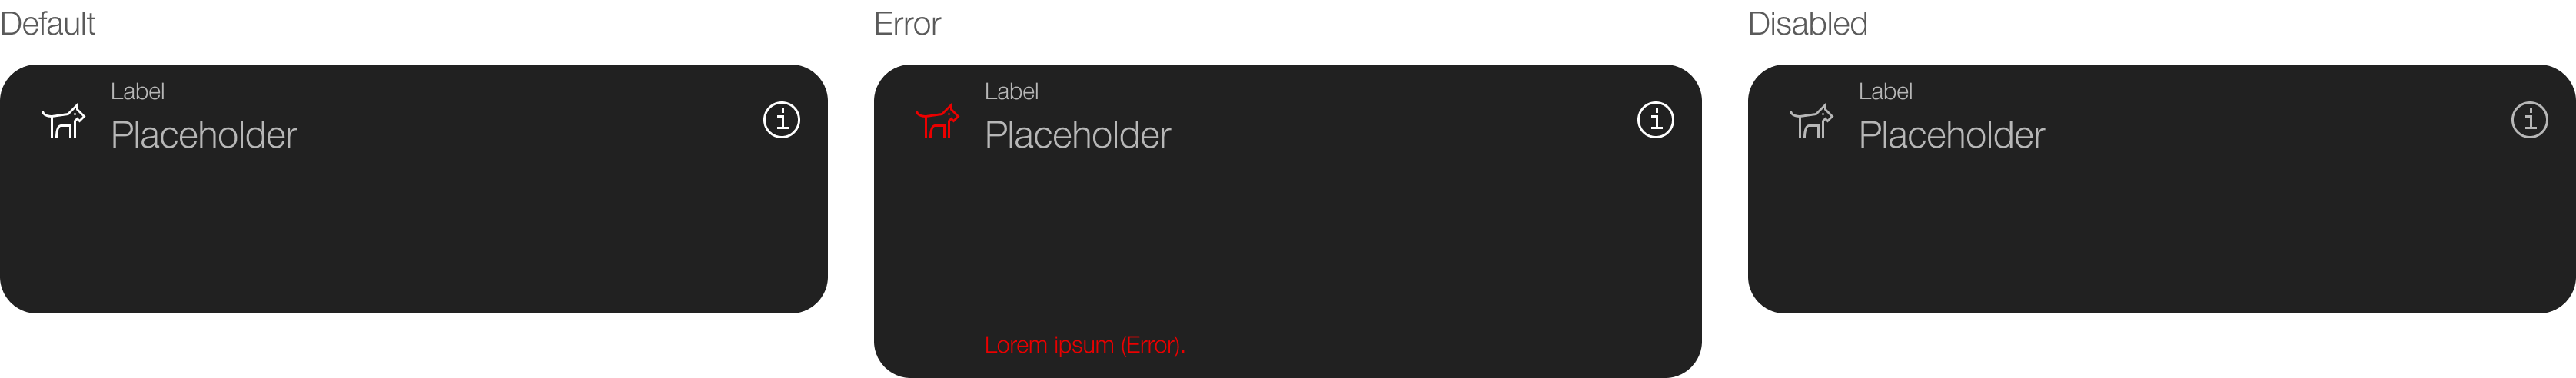 Default
Label
Placeholder
Error
Label
Placeholder
Lorem ipsum (Error).
Disabled
Label
Placeholder